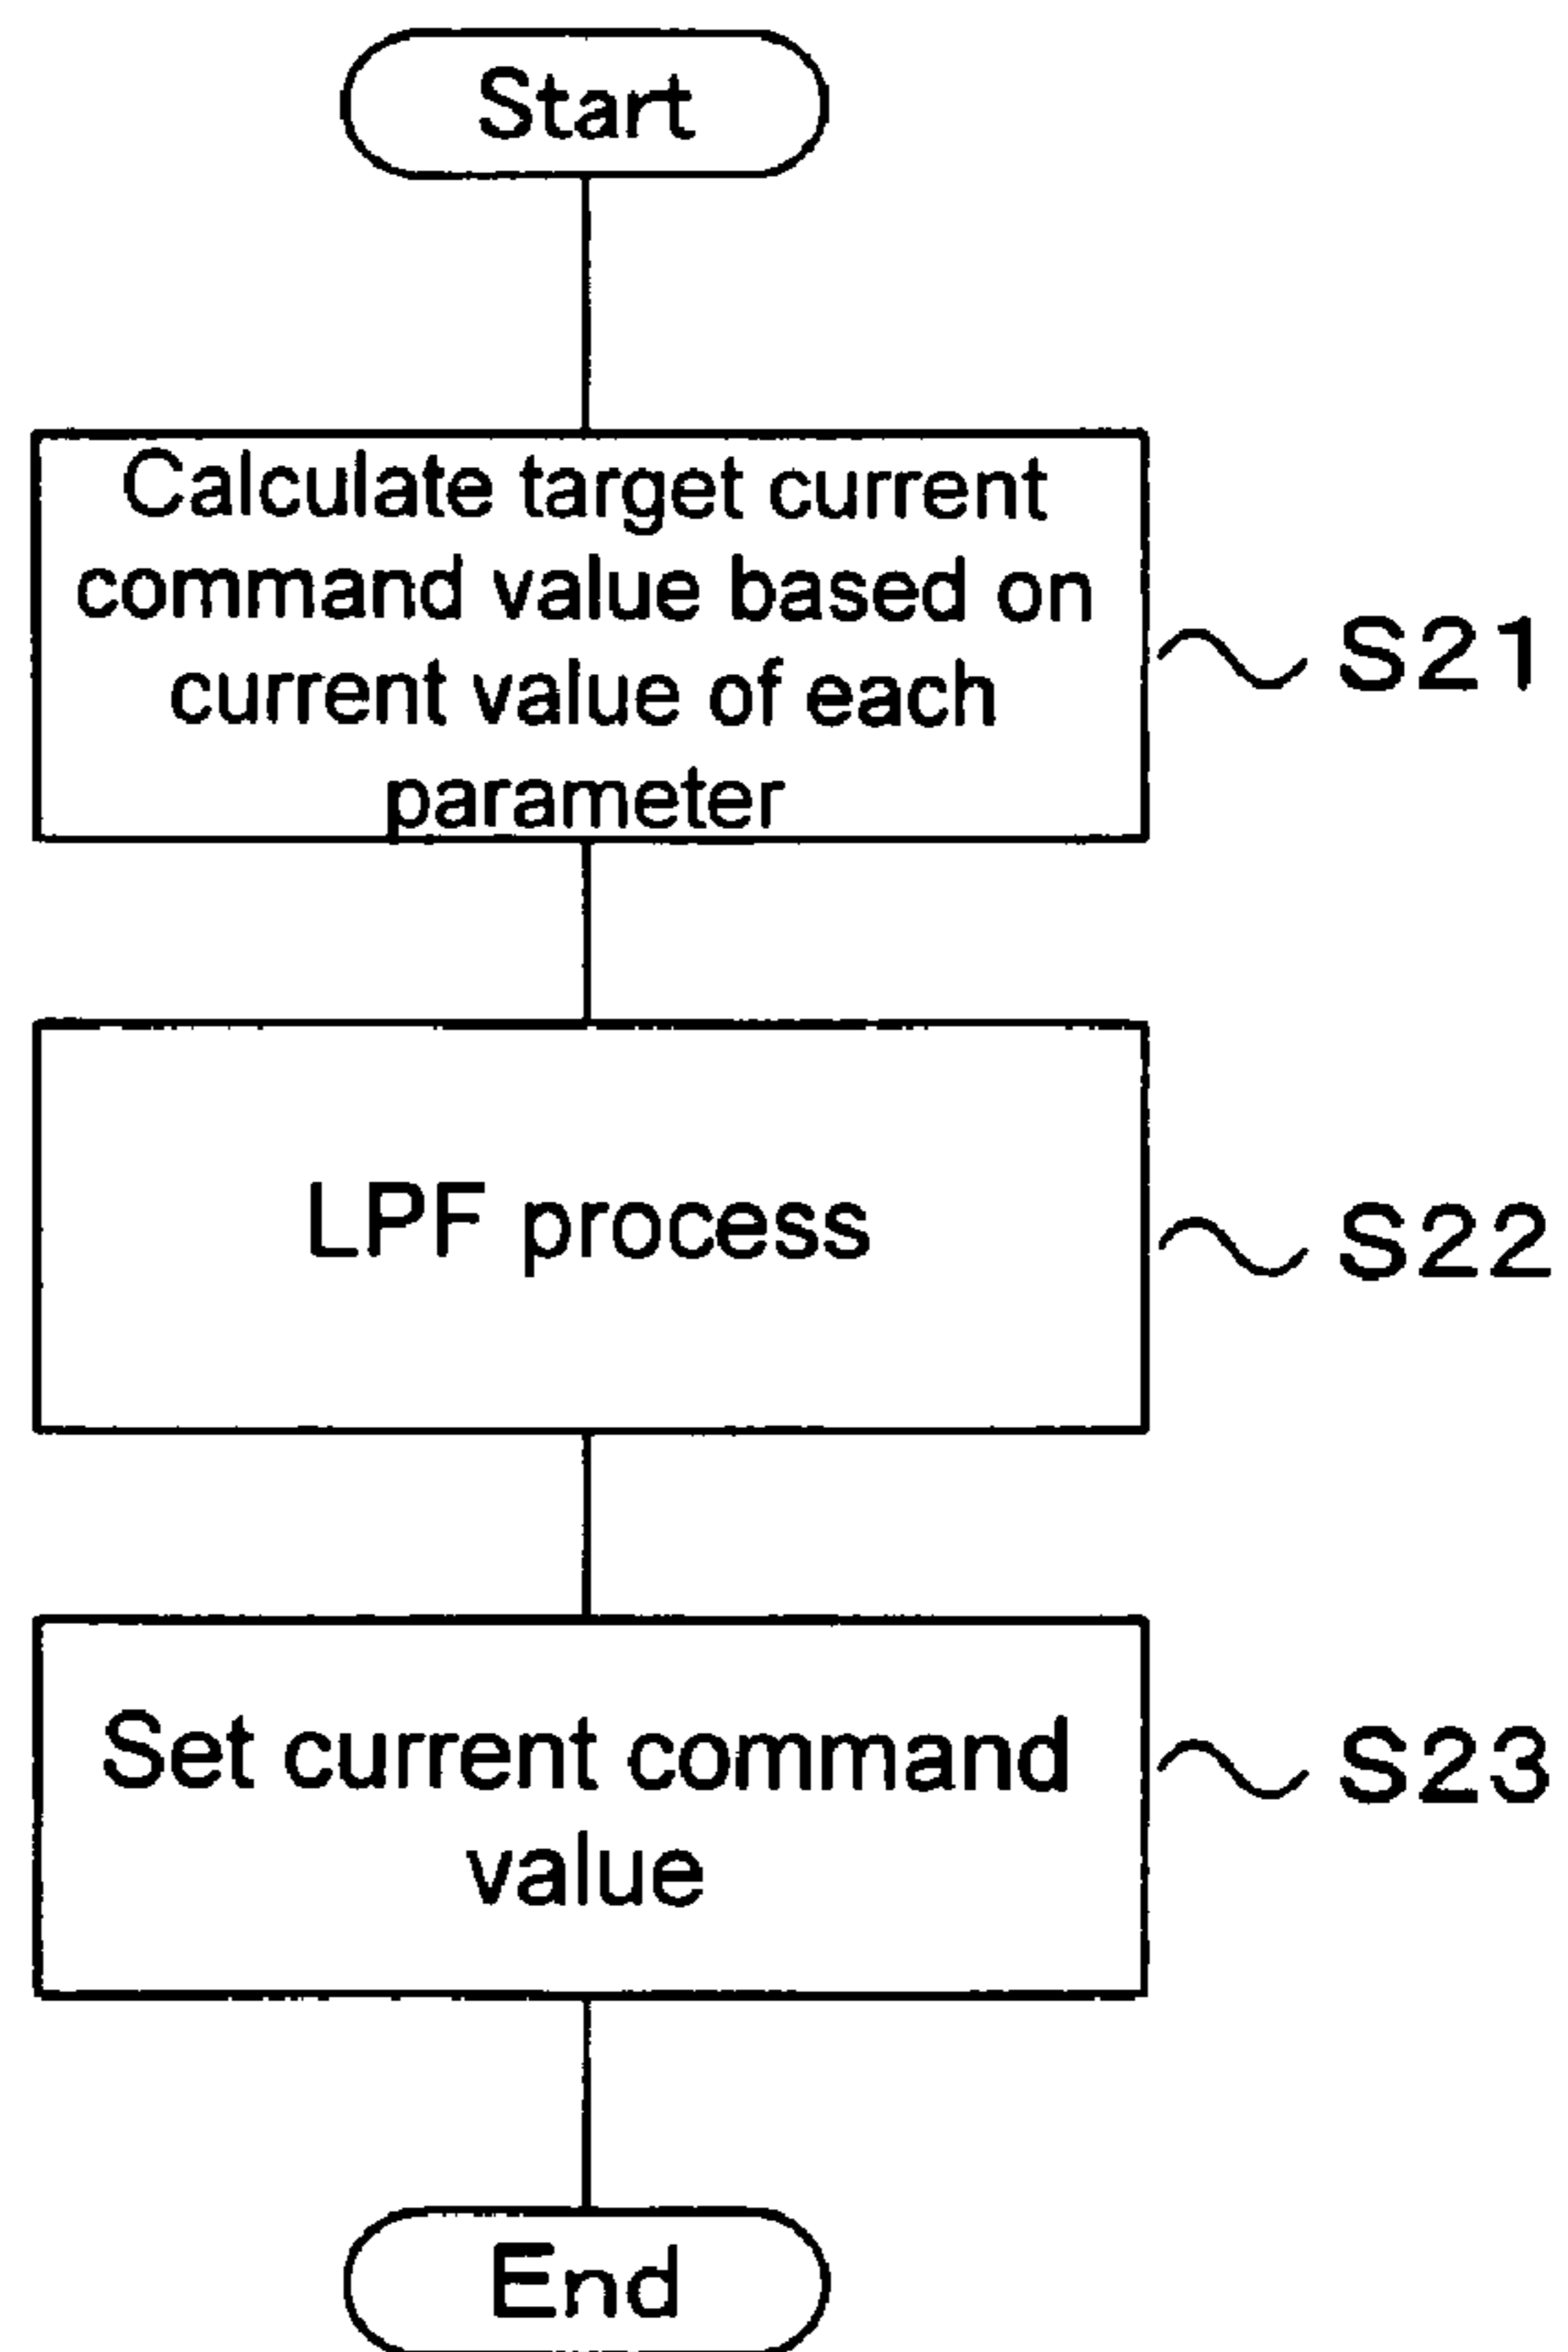 Start
Calculate target current
command value based on
current value of each
parameter
S21
LPF process
S22
Set current command
value
S23
End